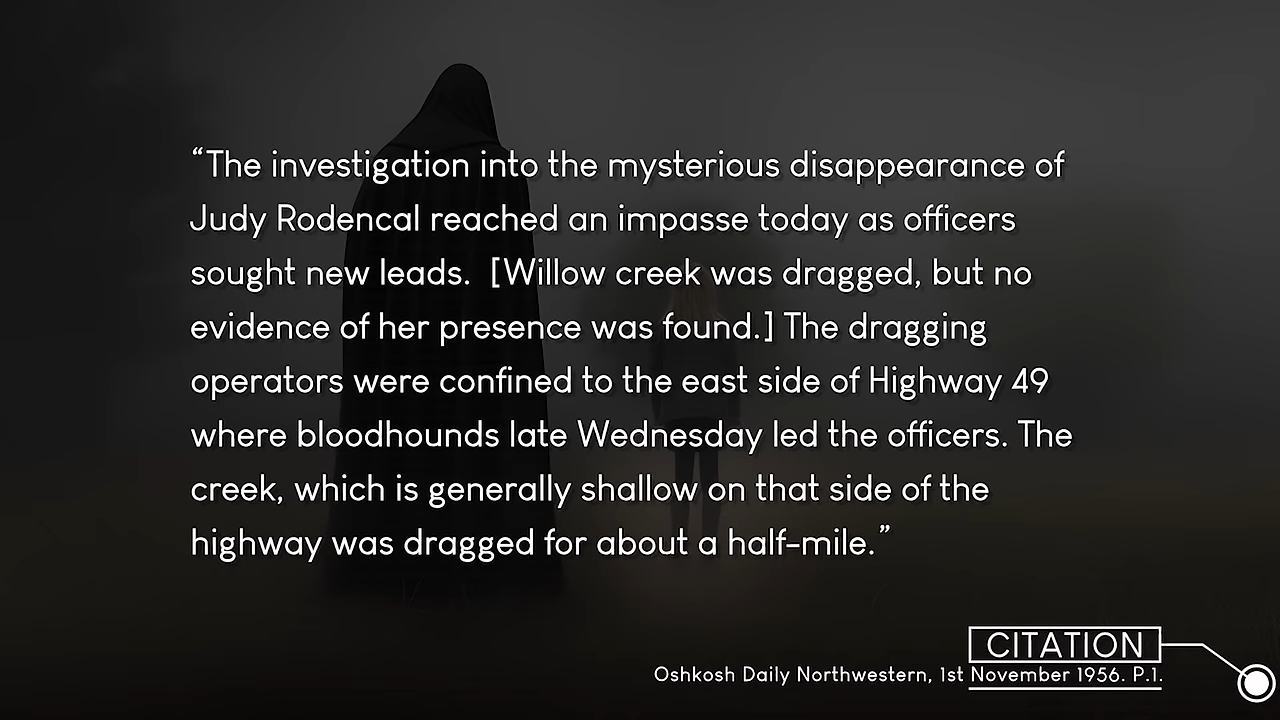 “The investigation into the mysterious disappearance of
Judy Rodencal reached an impasse today as officers
sought new leads.  [Willow creek was dragged, but no
evidence of her presence was found.] The dragging
operators were confined to the east side of Highway 49
where bloodhounds late Wednesday led the officers. The
creek, which is generally shallow on that side of the
highway was dragged for about a half-mile.”
CITATION
Oshkosh Daily Northwestern, 1st November 1956. P.1.